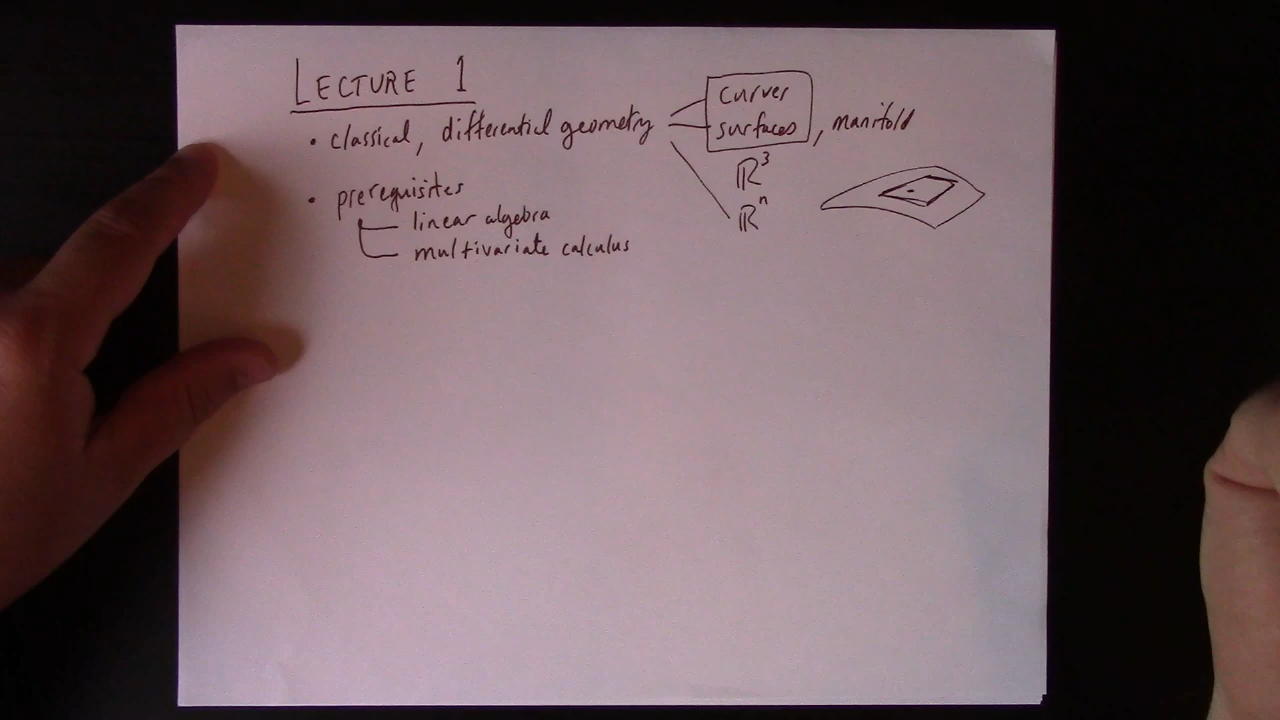 LECTURE 1
• classical, differential geometry
curves
surfaces, manifold
ℝ³
ℝⁿ
• prerequisites
linear algebra
multivariate calculus